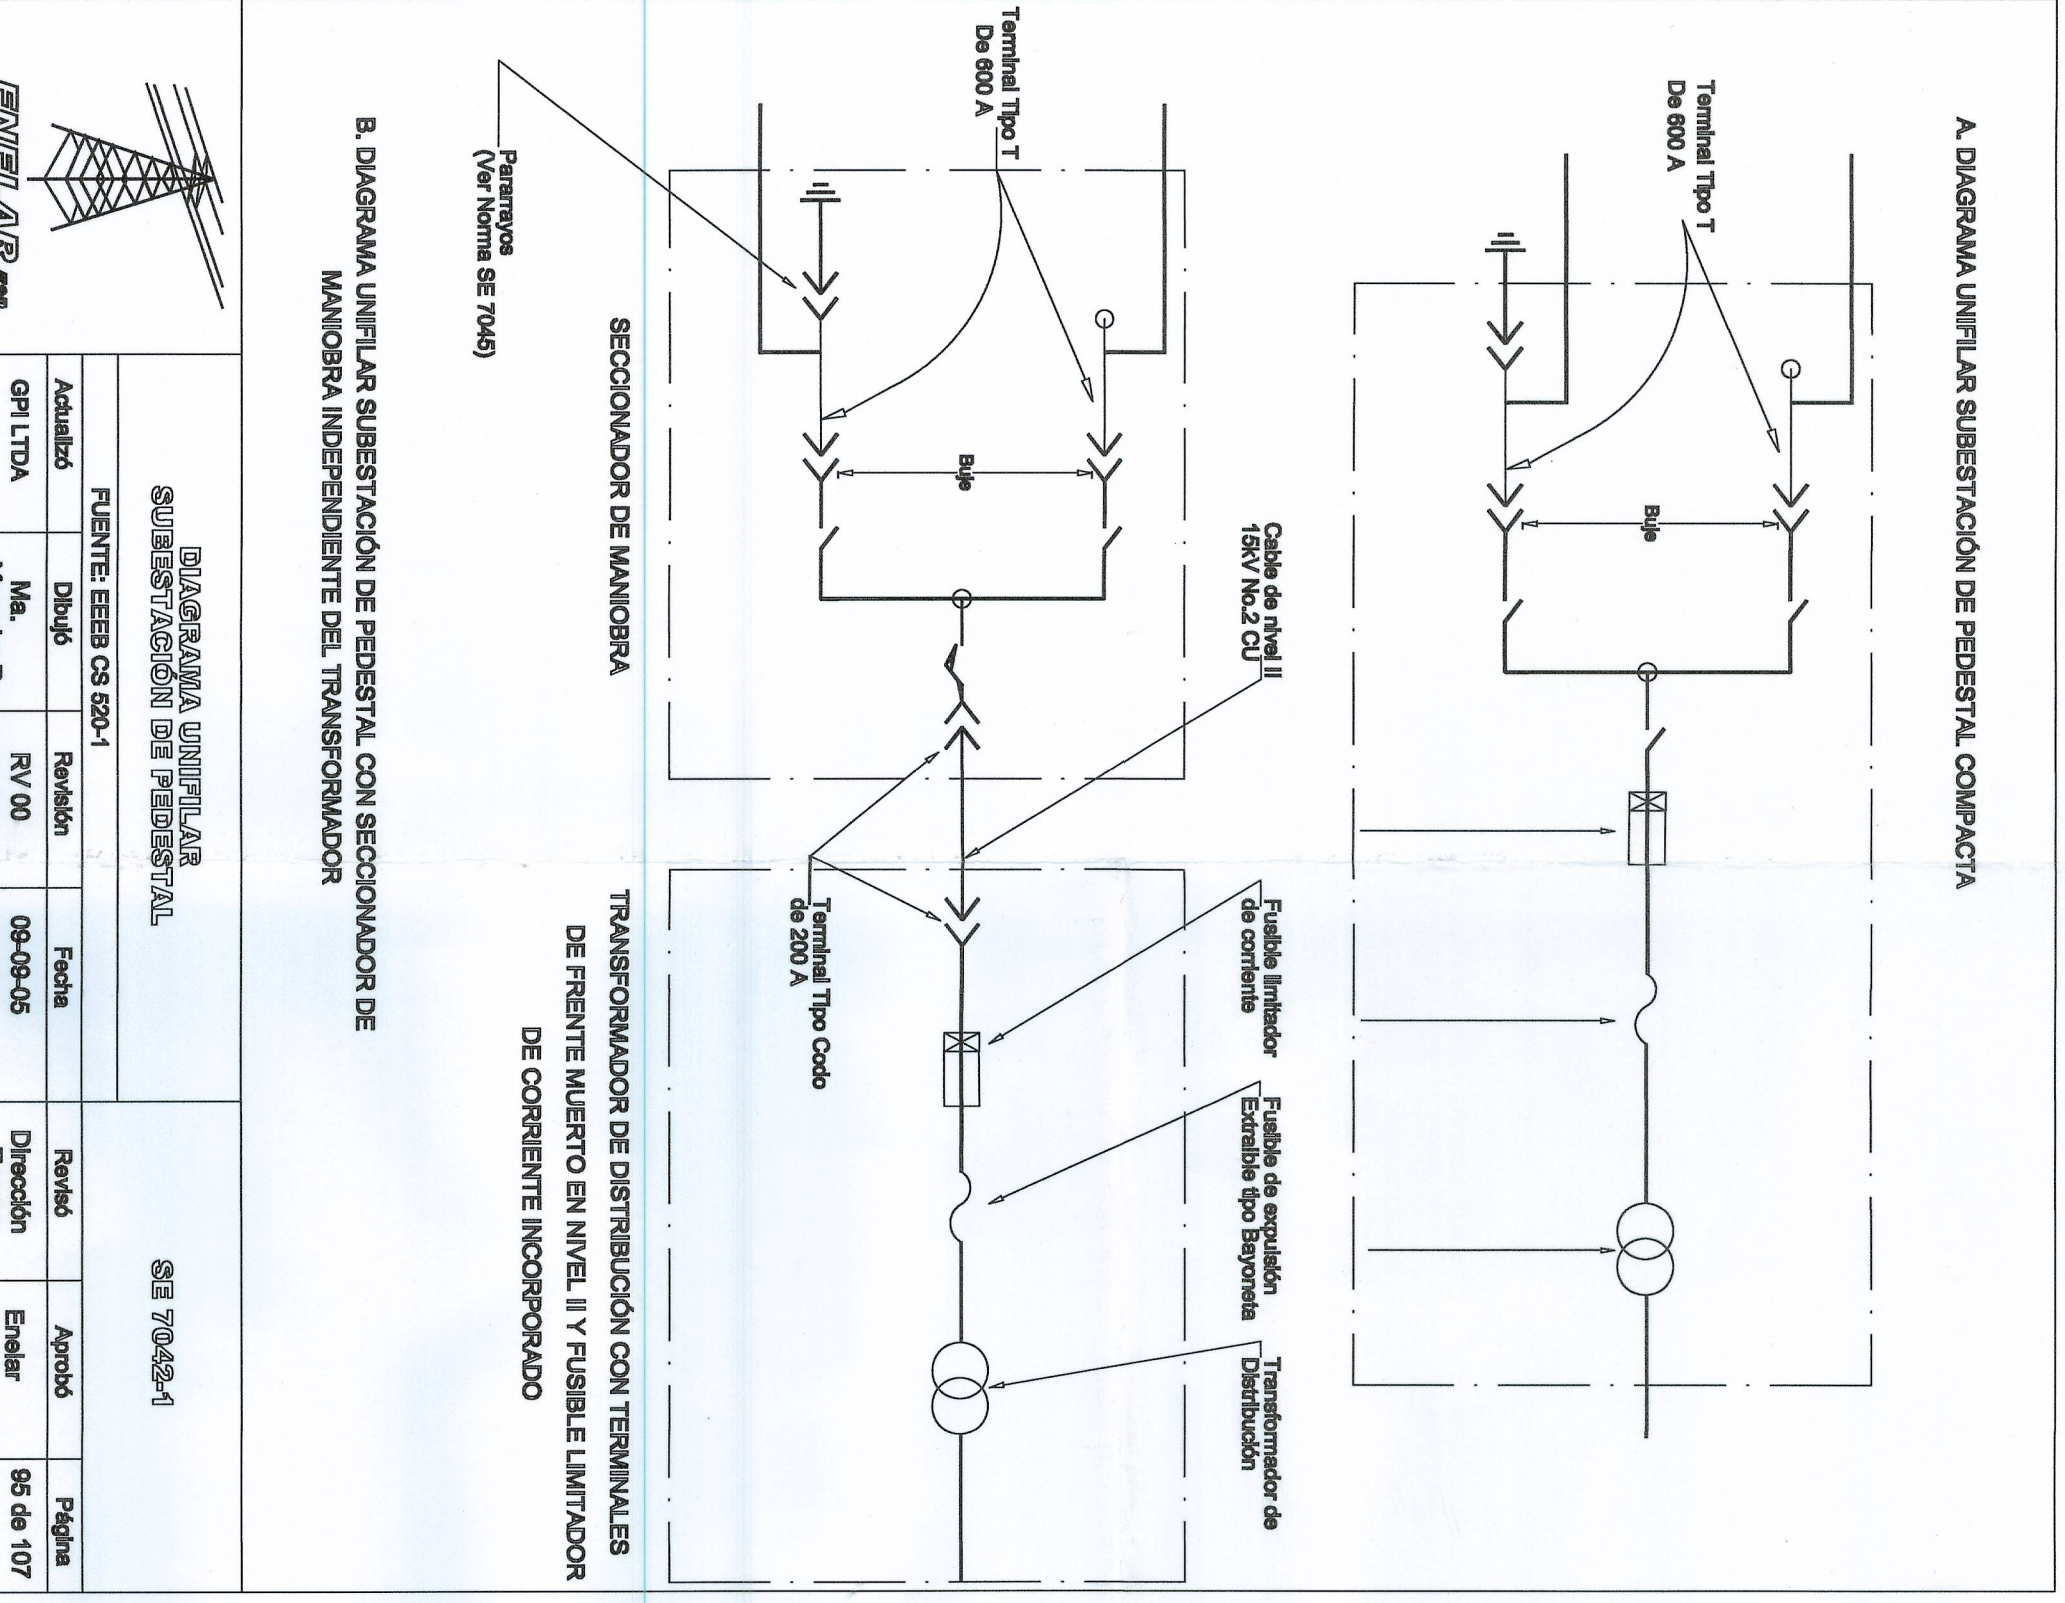 A. DIAGRAMA UNIFILAR SUBESTACIÓN DE PEDESTAL COMPACTA
Terminal Tipo T
De 600 A
Buje
Cable de nivel II
15kV No.2 CU
Fusible limitador
de corriente
Fusible de expulsión
Extraible tipo Bayoneta
Transformador de
Distribución
Terminal Tipo T
De 600 A
Buje
Terminal Tipo Codo
de 200 A
SECCIONADOR DE MANIOBRA
TRANSFORMADOR DE DISTRIBUCIÓN CON TERMINALES
DE FRENTE MUERTO EN NIVEL II Y FUSIBLE LIMITADOR
DE CORRIENTE INCORPORADO
Pararrayos
(Ver Norma SE 7045)
B. DIAGRAMA UNIFILAR SUBESTACIÓN DE PEDESTAL CON SECCIONADOR DE
MANIOBRA INDEPENDIENTE DEL TRANSFORMADOR
ENELAR
DIAGRAMA UNIFILAR
SUBESTACIÓN DE PEDESTAL
SE 7042-1
FUENTE: EEEB CS 520-1
Actualizó Dibujó Revisión Fecha Revisó Aprobó Página
GPI LTDA Ma. RV 00 09-09-05 Dirección Enelar 95 de 107